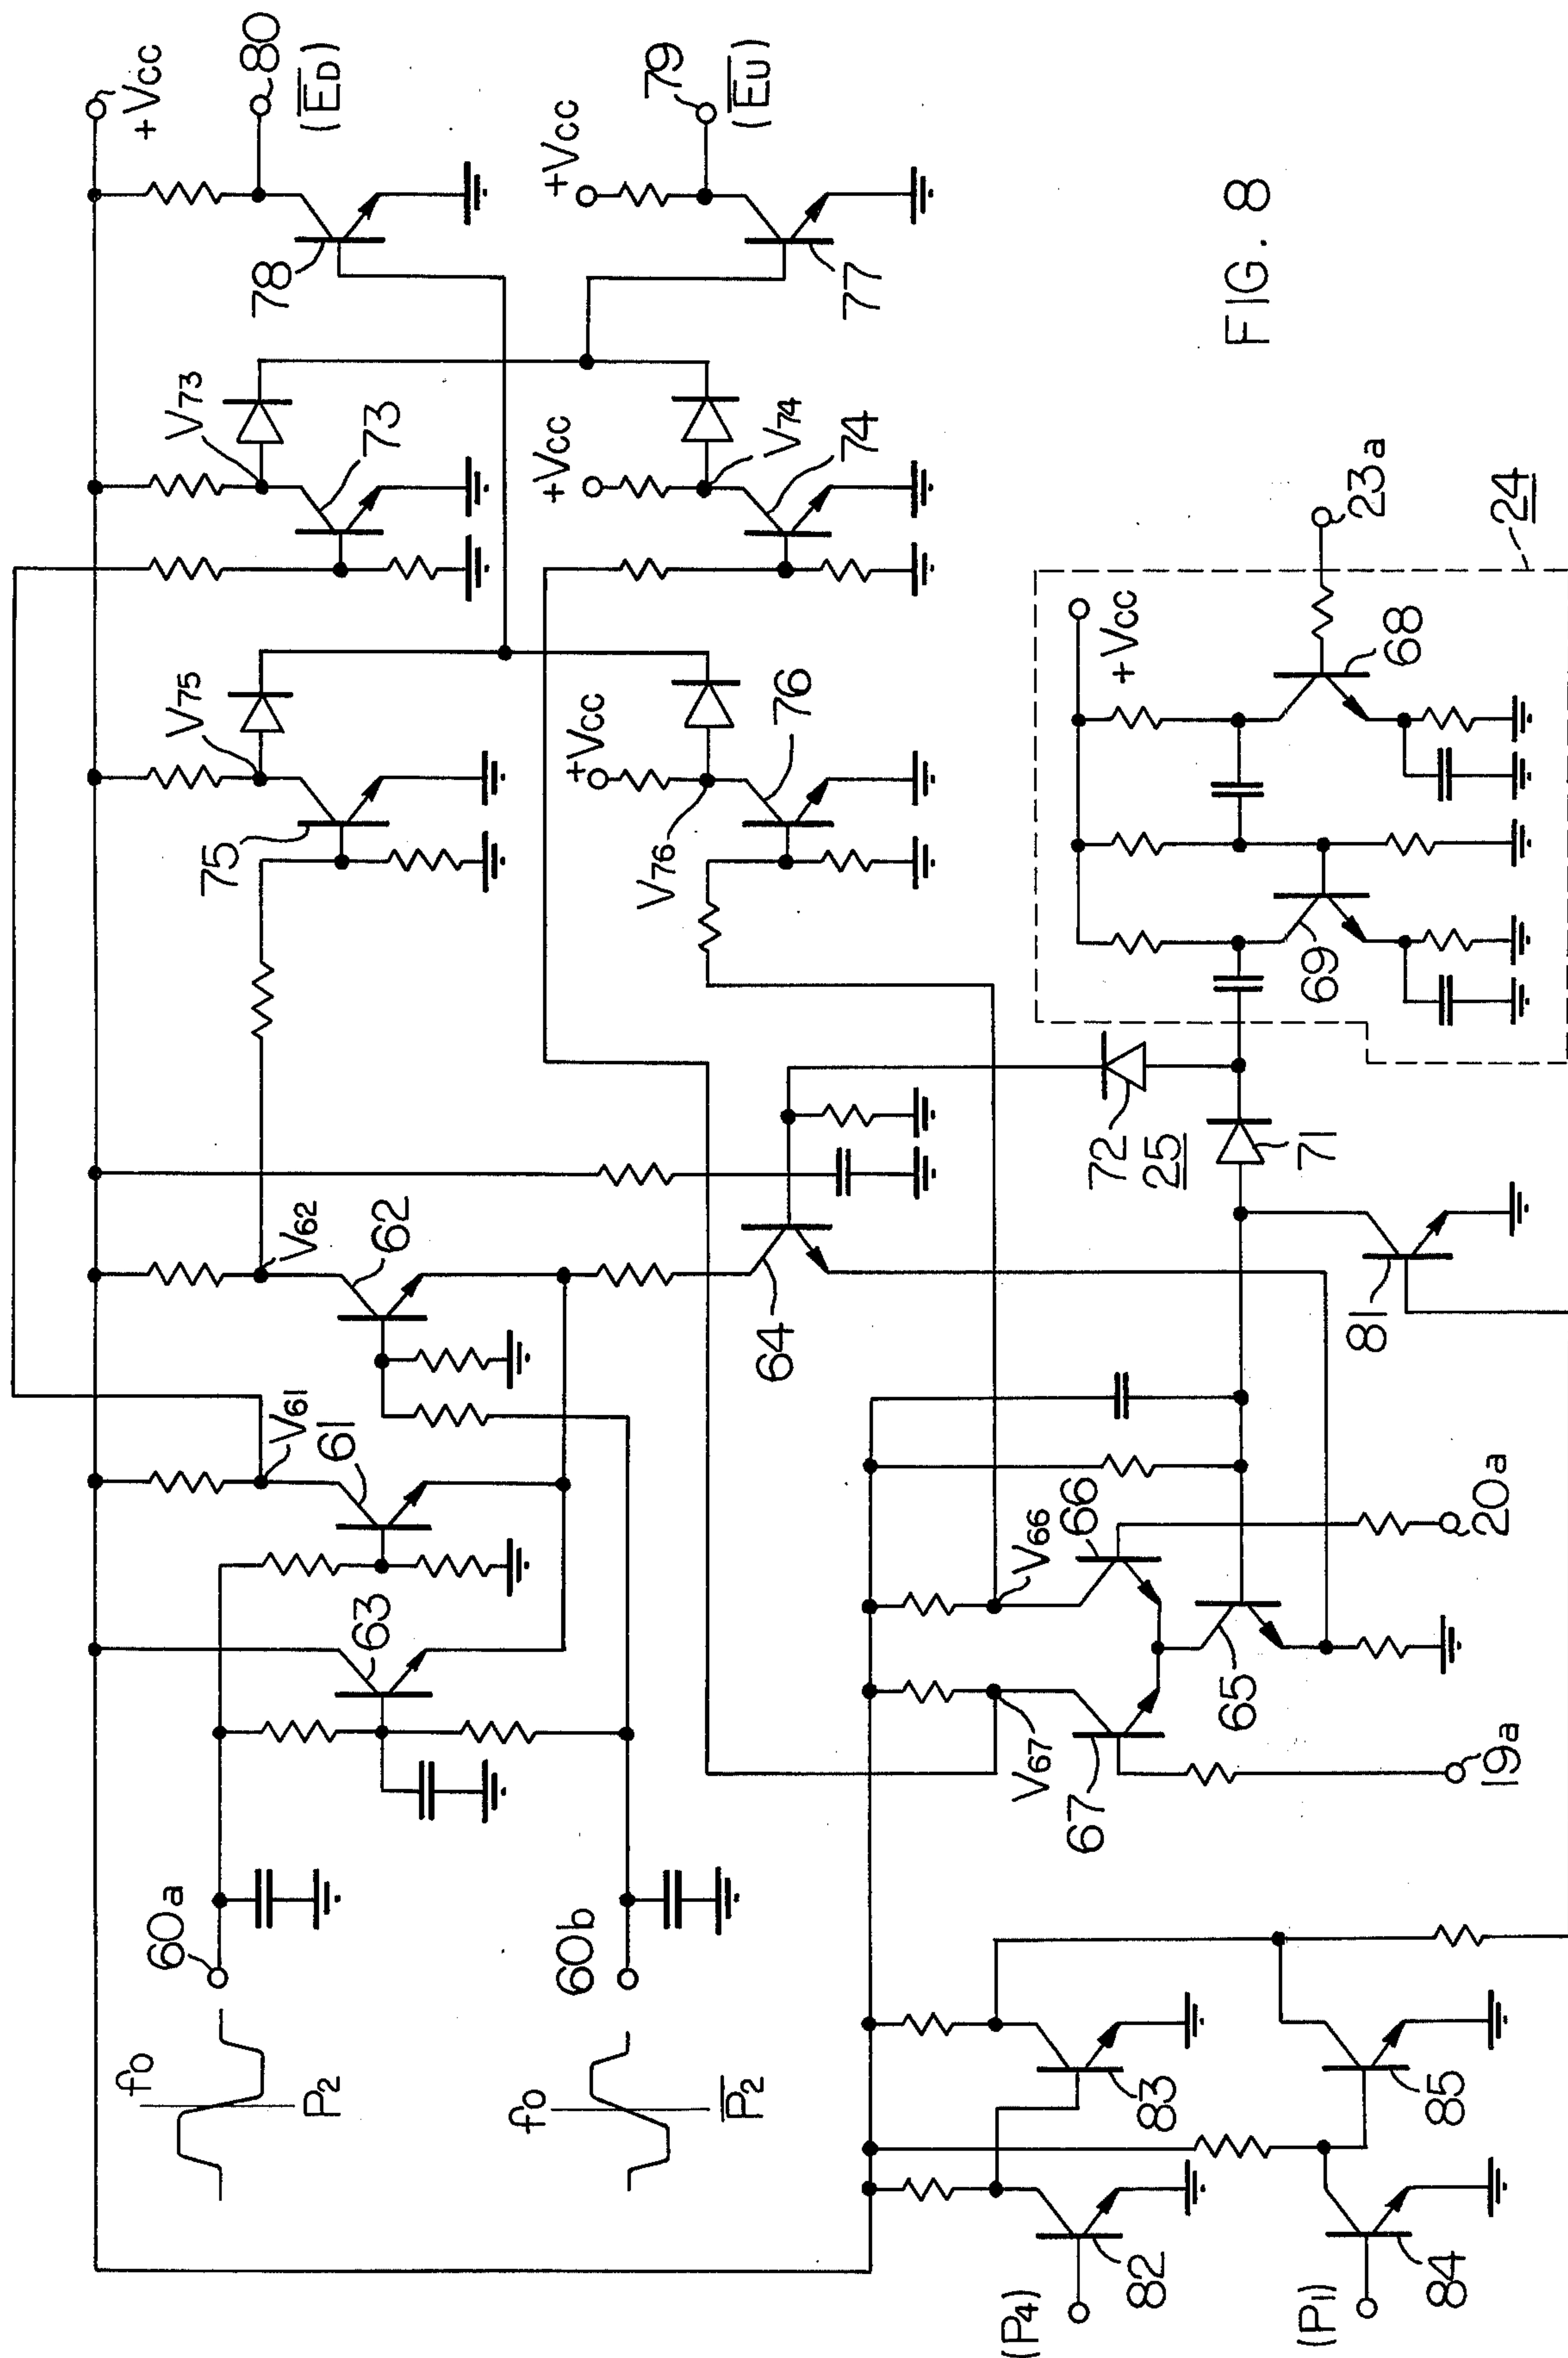 FIG. 8
+Vcc
80
(E̅D̅)
79
(E̅U̅)
+Vcc
78
77
V73
73
+Vcc
V74
74
V75
75
+Vcc
V76
76
V62
62
V61
61
63
64
60a
60b
f0
P2
f0
P̅2̅
72
25
71
81
69
68
+Vcc
23a
24
V66
66
V67
67
65
20a
19a
83
85
82
84
(P4)
(P1)